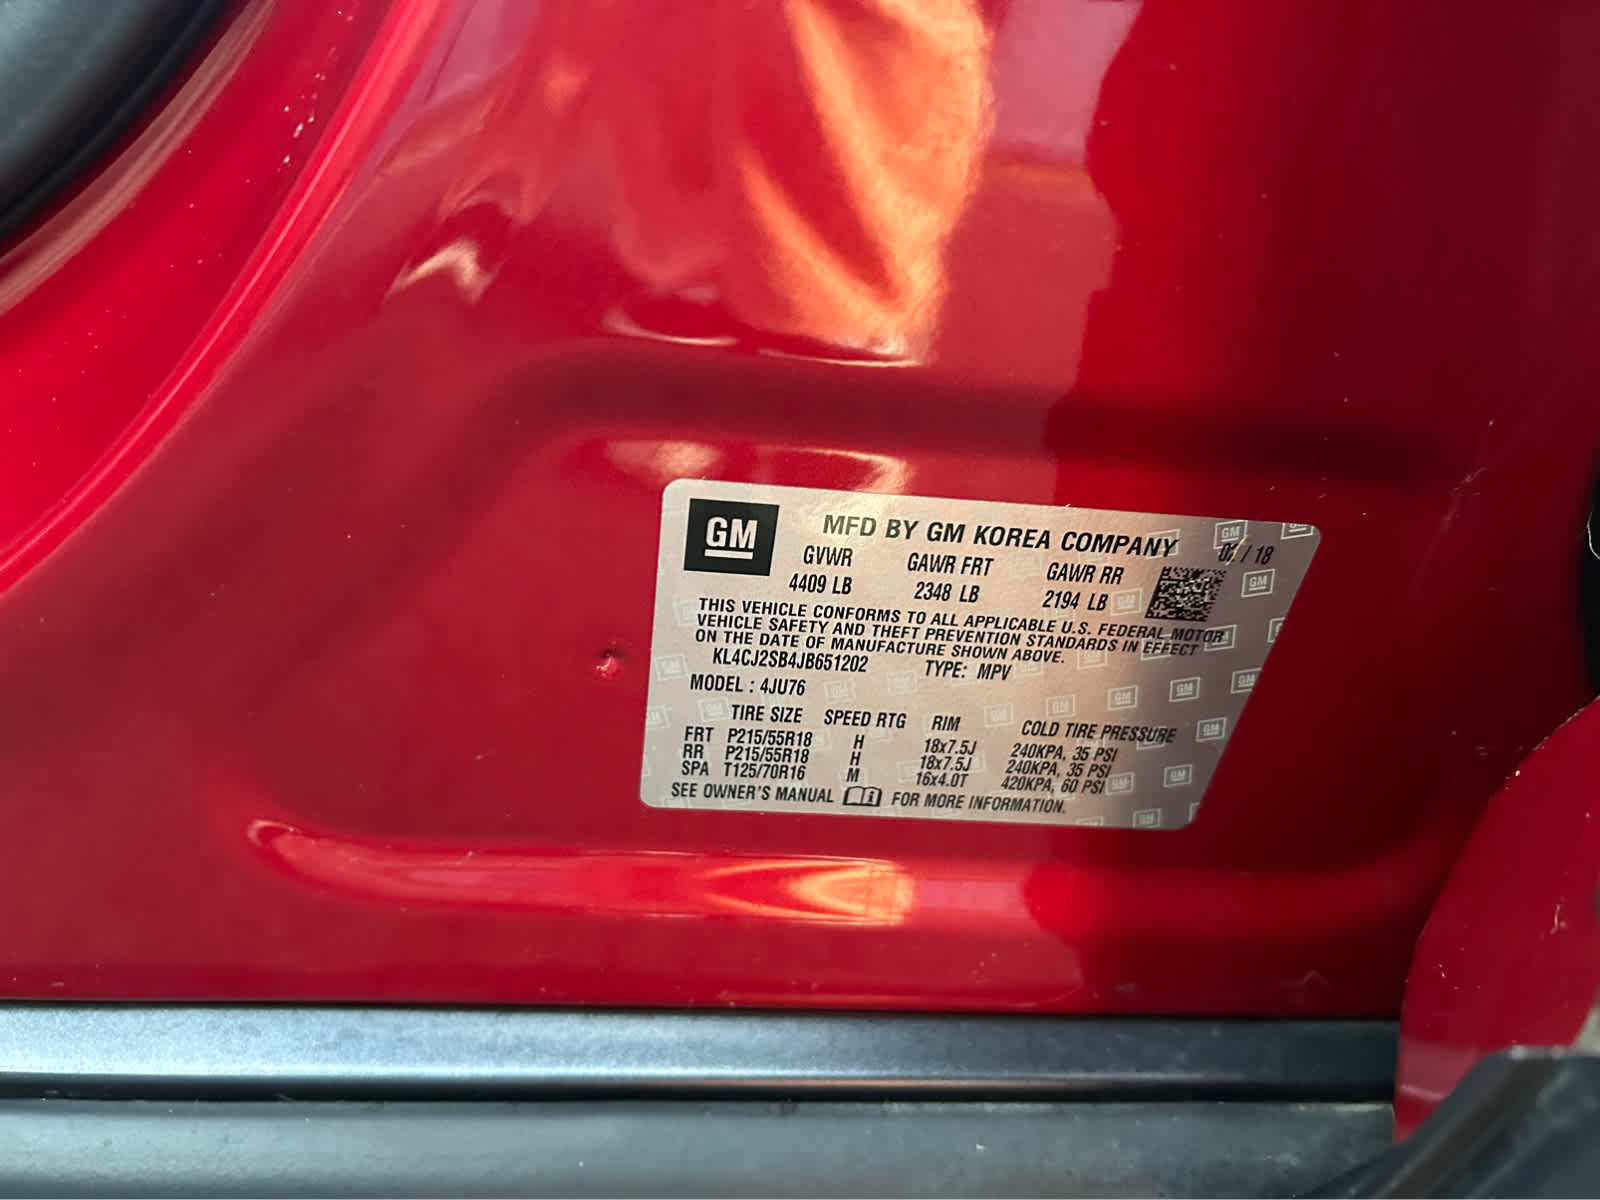 GM
MFD BY GM KOREA COMPANY
GVWR GAWR FRT GAWR RR 02/18
4409 LB 2348 LB 2194 LB
THIS VEHICLE CONFORMS TO ALL APPLICABLE U.S. FEDERAL MOTOR
VEHICLE SAFETY AND THEFT PREVENTION STANDARDS IN EFFECT
ON THE DATE OF MANUFACTURE SHOWN ABOVE.
KL4CJ2SB4JB651202 TYPE: MPV
MODEL : 4JU76
TIRE SIZE SPEED RTG RIM COLD TIRE PRESSURE
FRT P215/55R18 H 18x7.5J 240KPA, 35 PSI
RR P215/55R18 H 18x7.5J 240KPA, 35 PSI
SPA T125/70R16 M 16x4.0T 420KPA, 60 PSI
SEE OWNER'S MANUAL FOR MORE INFORMATION.